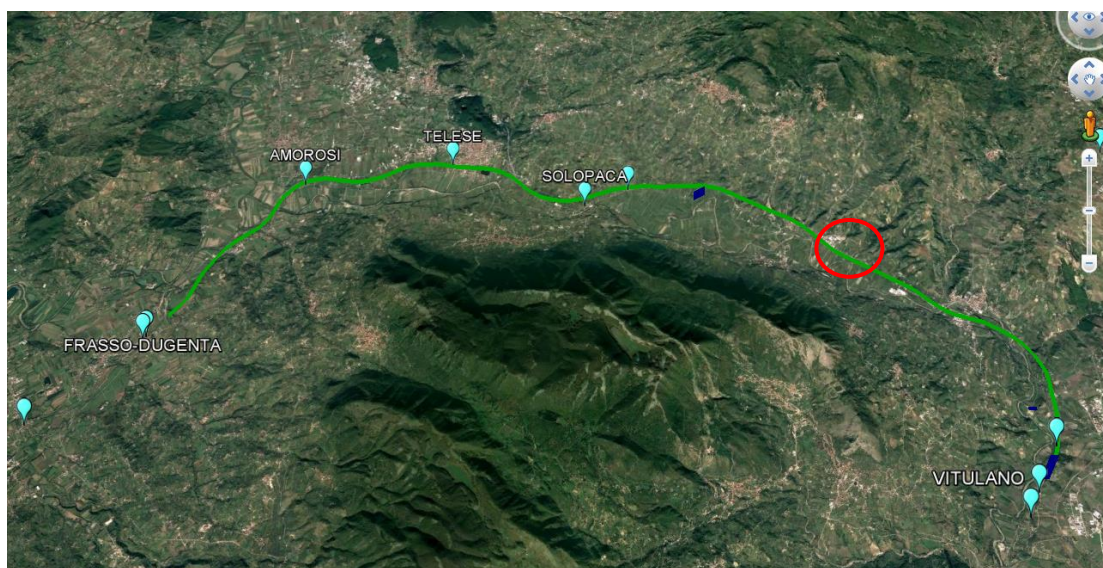 TELESE
AMOROSI
SOLOPACA
FRASSO-DUGENTA
VITULANO